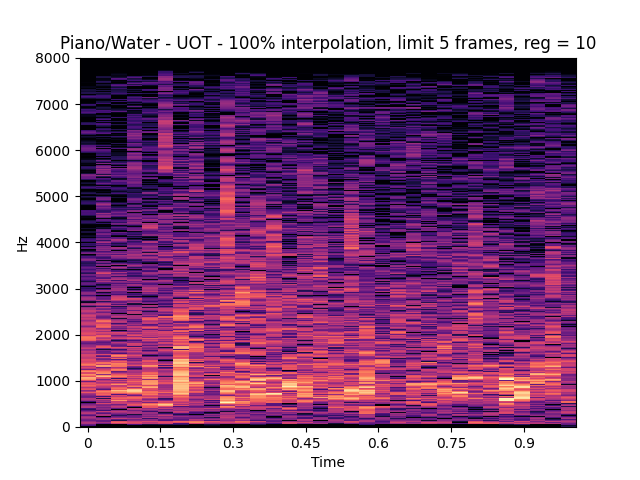 Piano/Water - UOT - 100% interpolation, limit 5 frames, reg = 10
8000
7000
6000
5000
4000
3000
2000
1000
0
Hz
0 0.15 0.3 0.45 0.6 0.75 0.9
Time